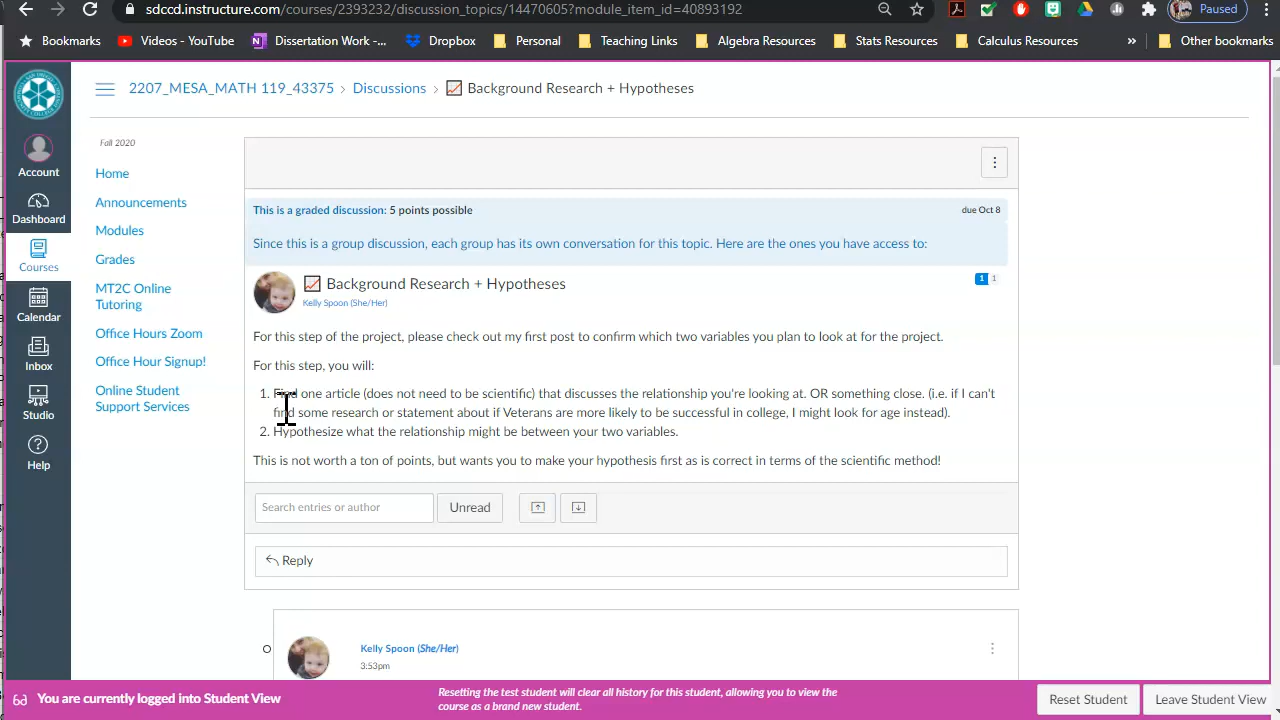 sdccd.instructure.com/courses/2393232/discussion_topics/14470605?module_item_id=40893192
Paused
Bookmarks Videos - YouTube Dissertation Work -... Dropbox Personal Teaching Links Algebra Resources Stats Resources Calculus Resources » Other bookmarks
2207_MESA_MATH 119_43375 › Discussions › Background Research + Hypotheses
Fall 2020
Account
Dashboard
Courses
Calendar
Inbox
Studio
Help
Home
Announcements
Modules
Grades
MT2C Online
Tutoring
Office Hours Zoom
Office Hour Signup!
Online Student
Support Services
This is a graded discussion: 5 points possible due Oct 8
Since this is a group discussion, each group has its own conversation for this topic. Here are the ones you have access to:
Background Research + Hypotheses 1 1
Kelly Spoon (She/Her)
For this step of the project, please check out my first post to confirm which two variables you plan to look at for the project.
For this step, you will:
1. Find one article (does not need to be scientific) that discusses the relationship you're looking at. OR something close. (i.e. if I can't
find some research or statement about if Veterans are more likely to be successful in college, I might look for age instead).
2. Hypothesize what the relationship might be between your two variables.
This is not worth a ton of points, but wants you to make your hypothesis first as is correct in terms of the scientific method!
Search entries or author Unread
Reply
Kelly Spoon (She/Her)
3:53pm
You are currently logged into Student View
Resetting the test student will clear all history for this student, allowing you to view the
course as a brand new student.
Reset Student Leave Student View